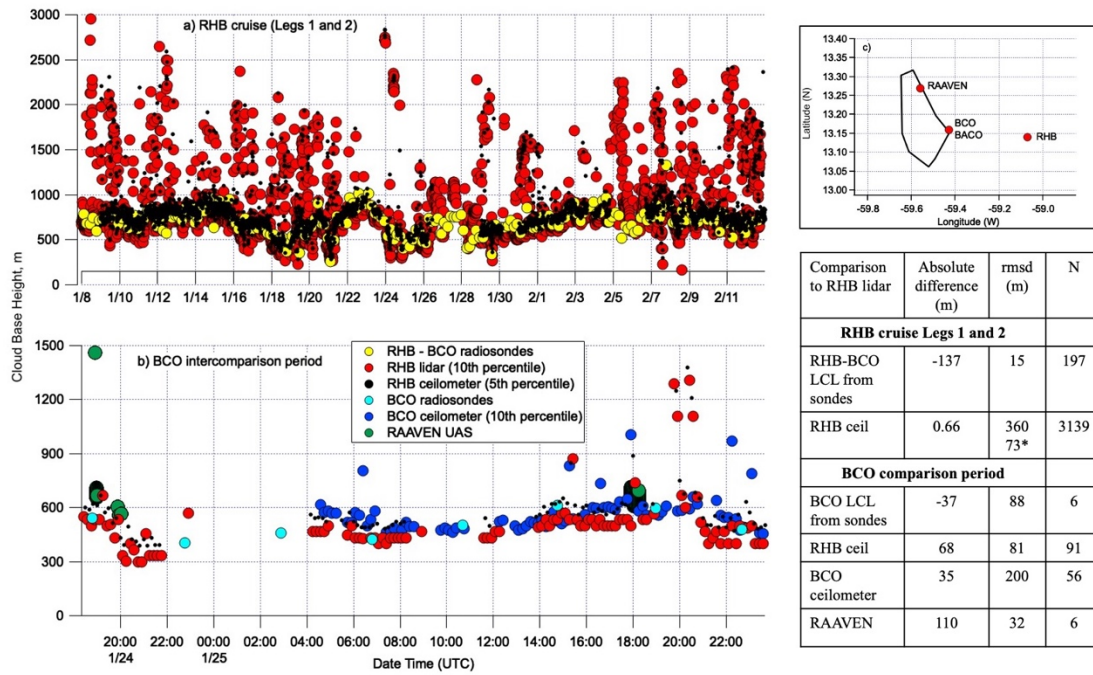 a) RHB cruise (Legs 1 and 2)
3000
2500
2000
1500
1000
500
0
1/8 1/10 1/12 1/14 1/16 1/18 1/20 1/22 1/24 1/26 1/28 1/30 2/1 2/3 2/5 2/7 2/9 2/11
Cloud Base Height, m
b) BCO intercomparison period
1500
1200
900
600
300
0
RHB - BCO radiosondes
RHB lidar (10th percentile)
RHB ceilometer (5th percentile)
BCO radiosondes
BCO ceilometer (10th percentile)
RAAVEN UAS
20:00 22:00 00:00 02:00 04:00 06:00 08:00 10:00 12:00 14:00 16:00 18:00 20:00 22:00
1/24 1/25
Date Time (UTC)
c)
13.40
13.30
13.25
13.20
13.15
13.10
13.05
13.00
Latitude (N)
RAAVEN
BCO
BACO
RHB
-59.8 -59.6 -59.4 -59.2 -59.0
Longitude (W)
Comparison to RHB lidar Absolute difference (m) rmsd (m) N
RHB cruise Legs 1 and 2
RHB-BCO LCL from sondes -137 15 197
RHB ceil 0.66 360 73* 3139
BCO comparison period
BCO LCL from sondes -37 88 6
RHB ceil 68 81 91
BCO ceilometer 35 200 56
RAAVEN 110 32 6